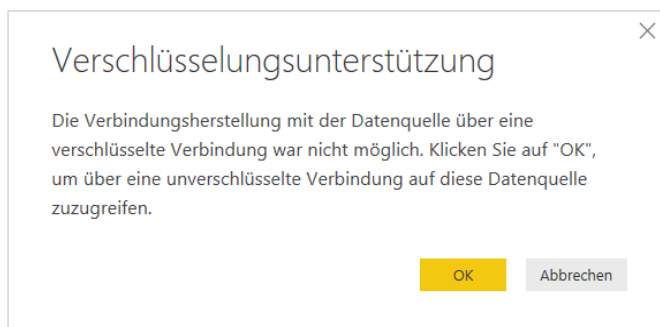 Verschlüsselungsunterstützung
Die Verbindungsherstellung mit der Datenquelle über eine
verschlüsselte Verbindung war nicht möglich. Klicken Sie auf "OK",
um über eine unverschlüsselte Verbindung auf diese Datenquelle
zuzugreifen.
OK Abbrechen